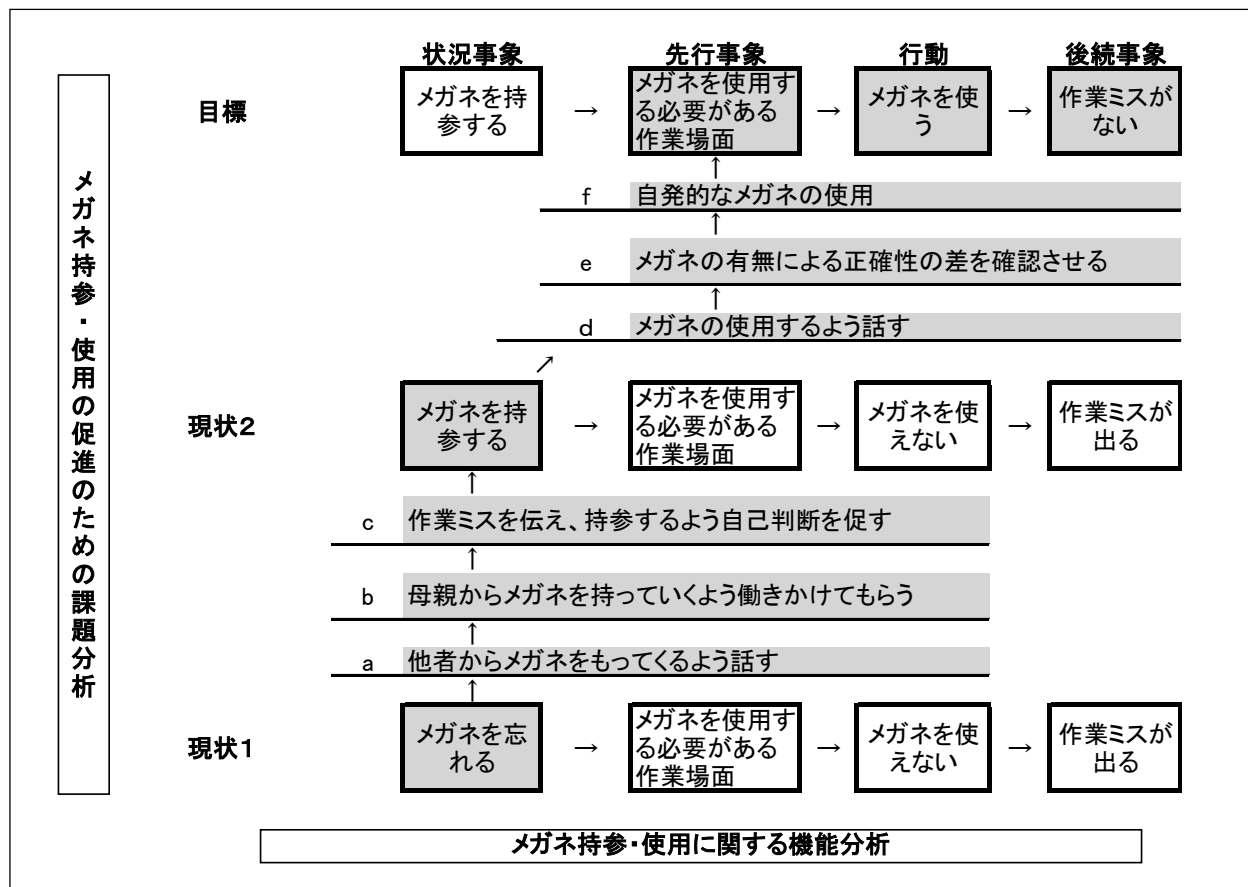 メガネ持参・使用の促進のための課題分析
状況事象 先行事象 行動 後続事象
目標
メガネを持
参する
→
メガネを使用す
る必要がある
作業場面
→
メガネを使
う
→
作業ミスが
ない
↑
f 自発的なメガネの使用
↑
e メガネの有無による正確性の差を確認させる
↑
d メガネの使用するよう話す
↗
現状2
メガネを持
参する
→
メガネを使用す
る必要がある
作業場面
→
メガネを使
えない
→
作業ミスが
出る
↑
c 作業ミスを伝え、持参するよう自己判断を促す
↑
b 母親からメガネを持っていくよう働きかけてもらう
↑
a 他者からメガネをもってくるよう話す
↑
現状1
メガネを忘
れる
→
メガネを使用す
る必要がある
作業場面
→
メガネを使
えない
→
作業ミスが
出る
メガネ持参・使用に関する機能分析